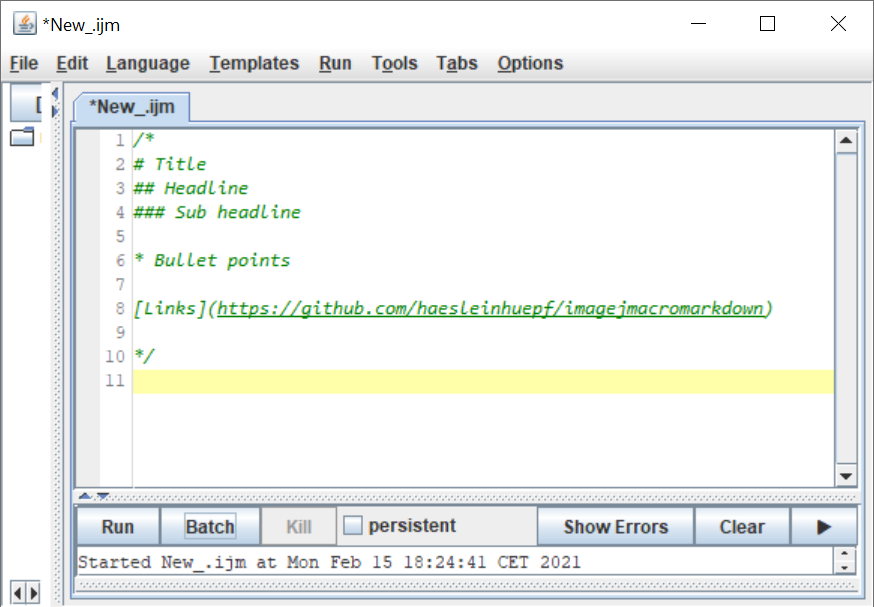 *New_.ijm
File Edit Language Templates Run Tools Tabs Options
*New_.ijm
1 /*
2 # Title
3 ## Headline
4 ### Sub headline
5
6 * Bullet points
7
8 [Links](https://github.com/haesleinhuepf/imagejmacromarkdown)
9
10 */
11
Run Batch Kill persistent Show Errors Clear
Started New_.ijm at Mon Feb 15 18:24:41 CET 2021